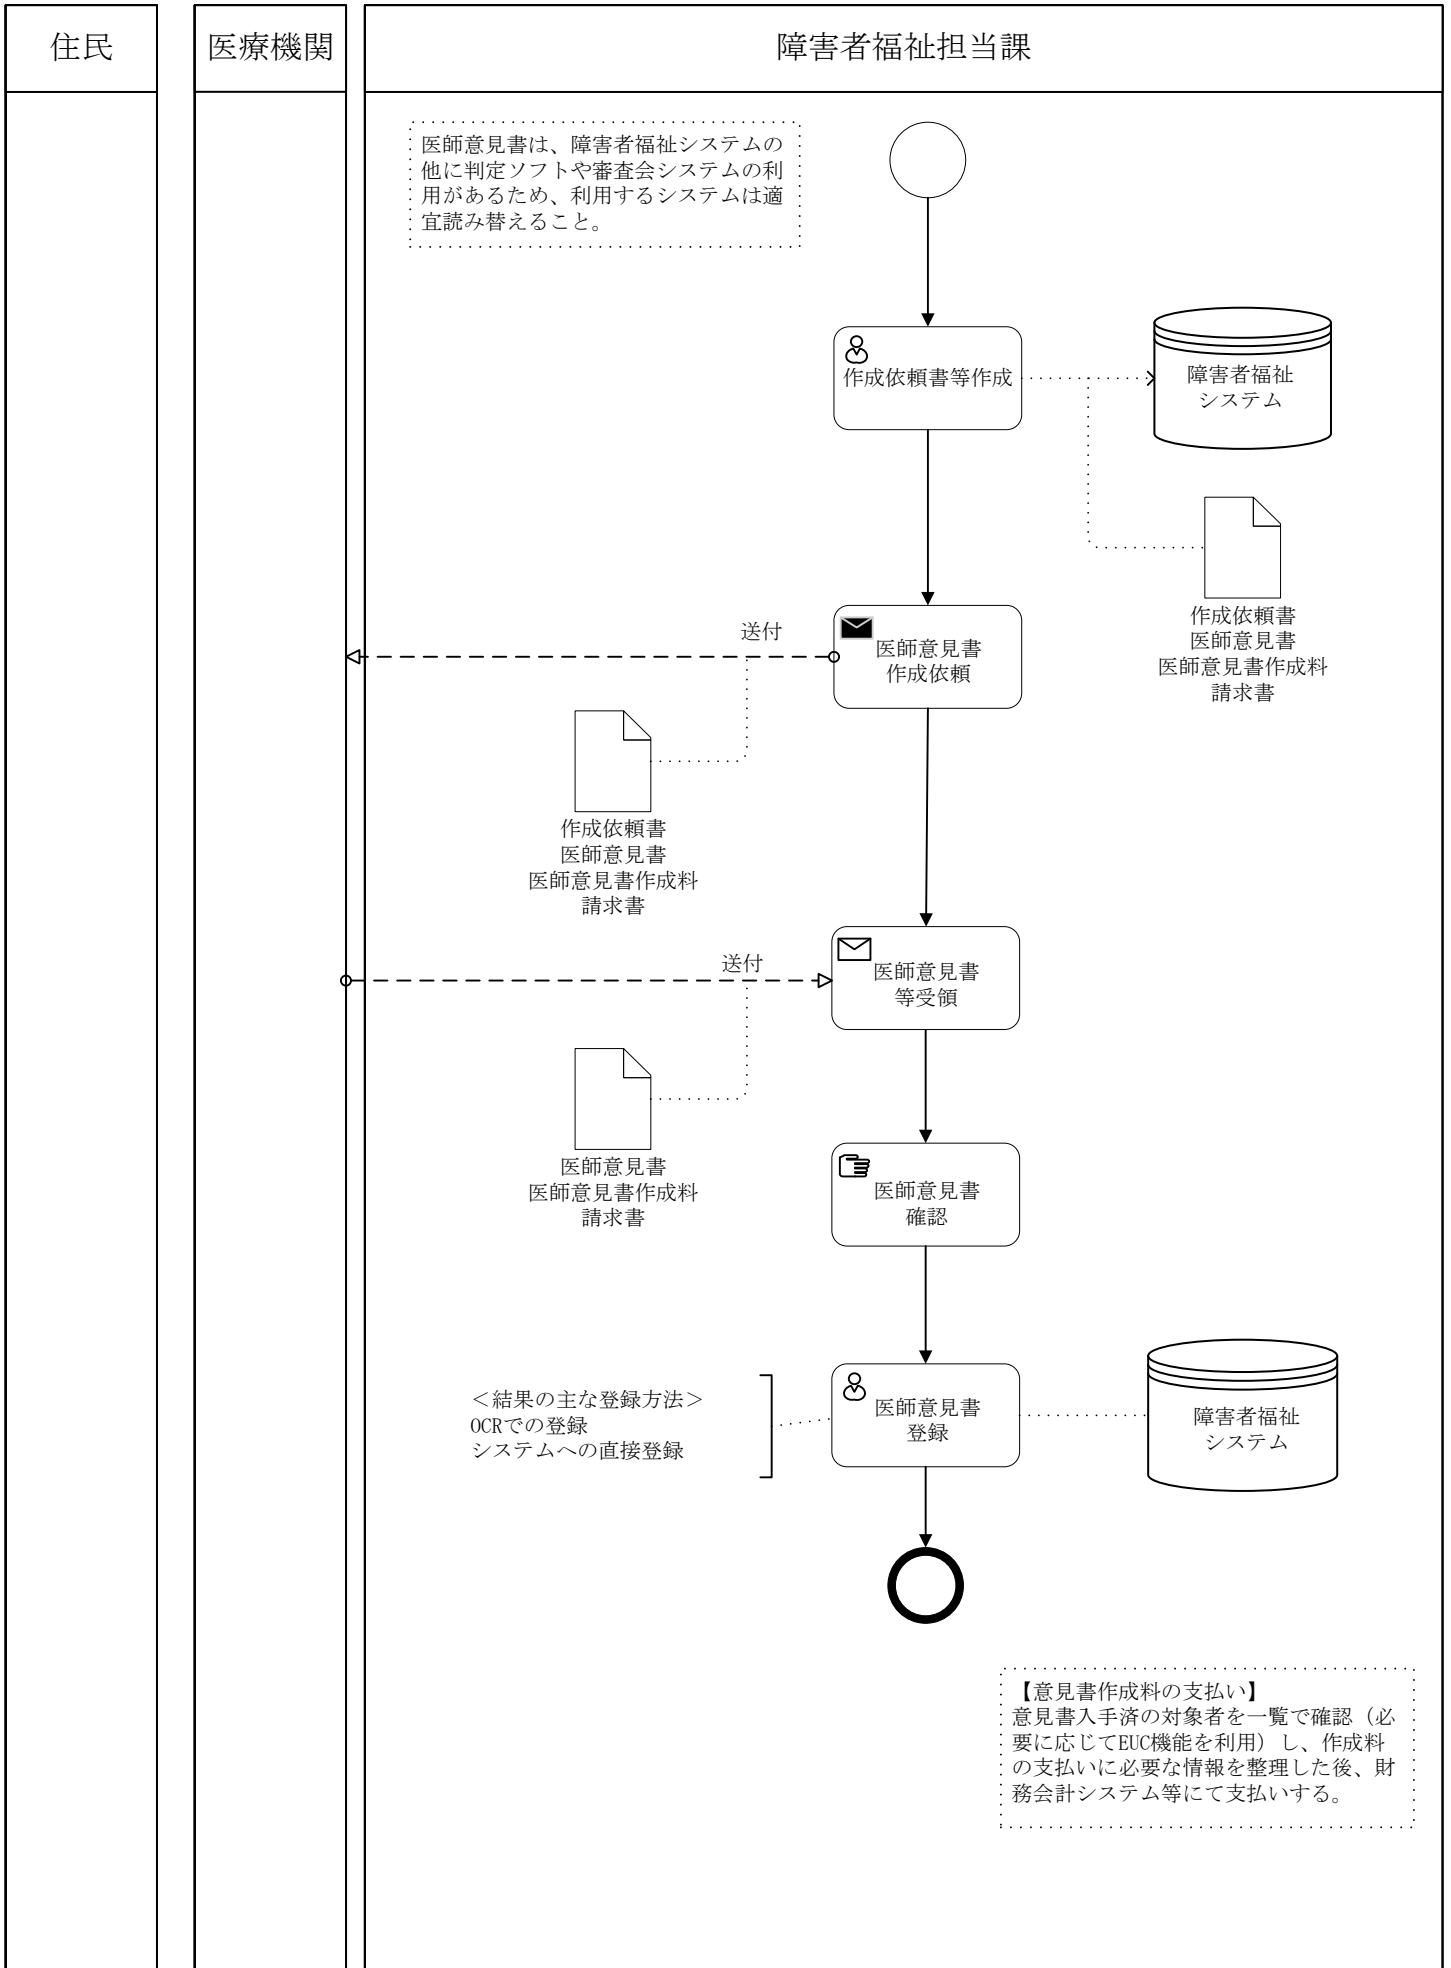 住民
医療機関
障害者福祉担当課
医師意見書は、障害者福祉システムの
他に判定ソフトや審査会システムの利
用があるため、利用するシステムは適
宜読み替えること。
作成依頼書等作成
障害者福祉
システム
作成依頼書
医師意見書
医師意見書作成料
請求書
送付
医師意見書
作成依頼
作成依頼書
医師意見書
医師意見書作成料
請求書
送付
医師意見書
等受領
医師意見書
医師意見書作成料
請求書
医師意見書
確認
＜結果の主な登録方法＞
OCRでの登録
システムへの直接登録
医師意見書
登録
障害者福祉
システム
【意見書作成料の支払い】
意見書入手済の対象者を一覧で確認（必
要に応じてEUC機能を利用）し、作成料
の支払いに必要な情報を整理した後、財
務会計システム等にて支払いする。